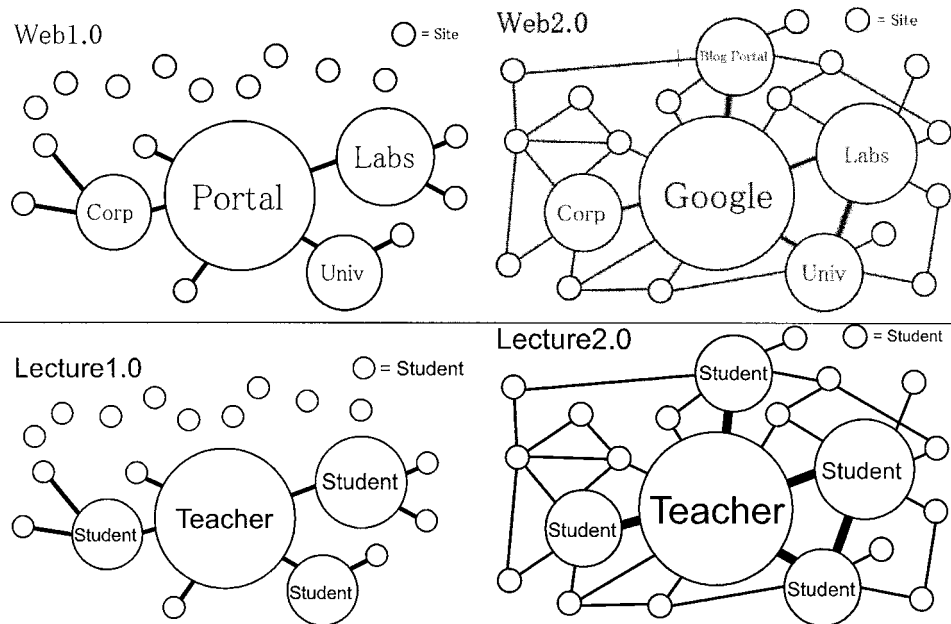 Web1.0
= Site
Labs
Portal
Corp
Univ
Web2.0
= Site
Blog Portal
Labs
Google
Corp
Univ
Lecture1.0
= Student
Student
Teacher
Student
Student
Lecture2.0
= Student
Student
Student
Teacher
Student
Student